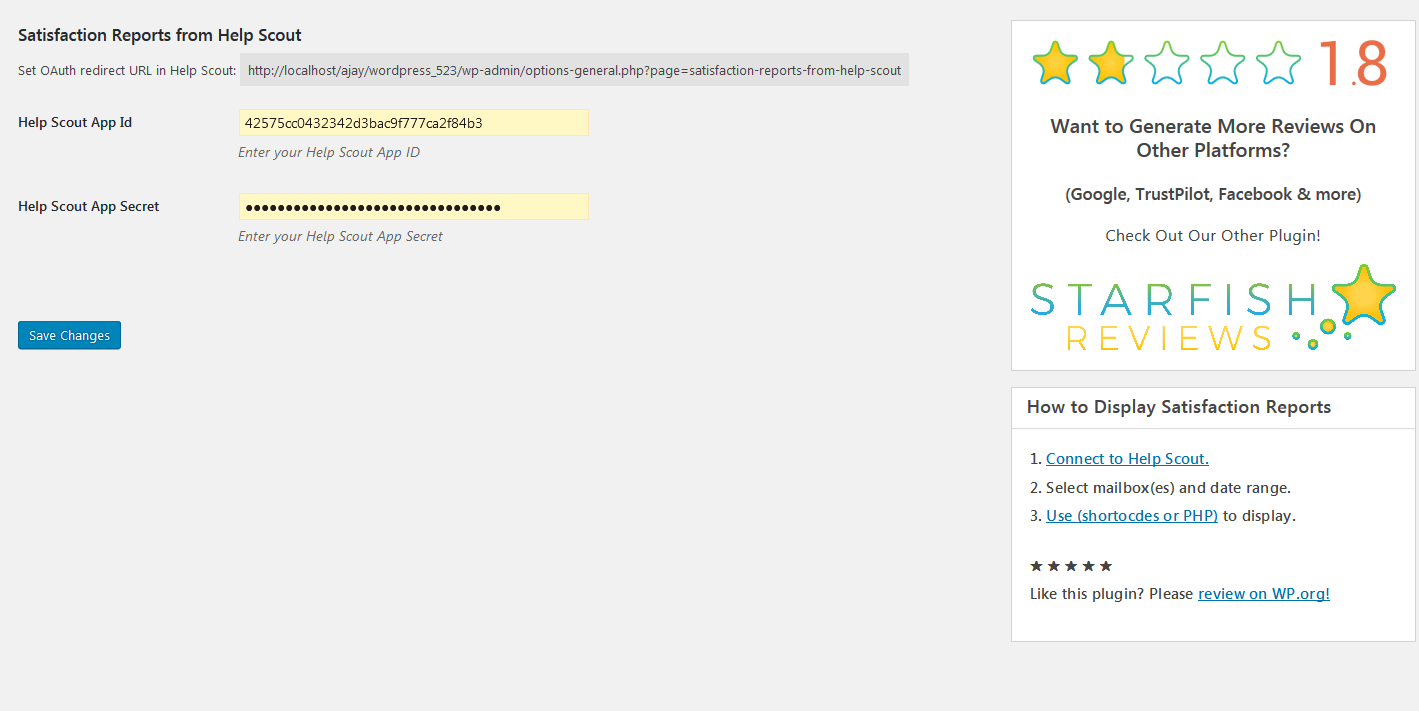 Satisfaction Reports from Help Scout
Set OAuth redirect URL in Help Scout: http://localhost/ajay/wordpress_523/wp-admin/options-general.php?page=satisfaction-reports-from-help-scout
Help Scout App Id
42575cc0432342d3bac9f777ca2f84b3
Enter your Help Scout App ID
Help Scout App Secret
●●●●●●●●●●●●●●●●●●●●●●●●●●●●●●●●
Enter your Help Scout App Secret
Save Changes
1.8
Want to Generate More Reviews On
Other Platforms?
(Google, TrustPilot, Facebook & more)
Check Out Our Other Plugin!
STARFISH
REVIEWS
How to Display Satisfaction Reports
1. Connect to Help Scout.
2. Select mailbox(es) and date range.
3. Use (shortocdes or PHP) to display.
★ ★ ★ ★ ★
Like this plugin? Please review on WP.org!